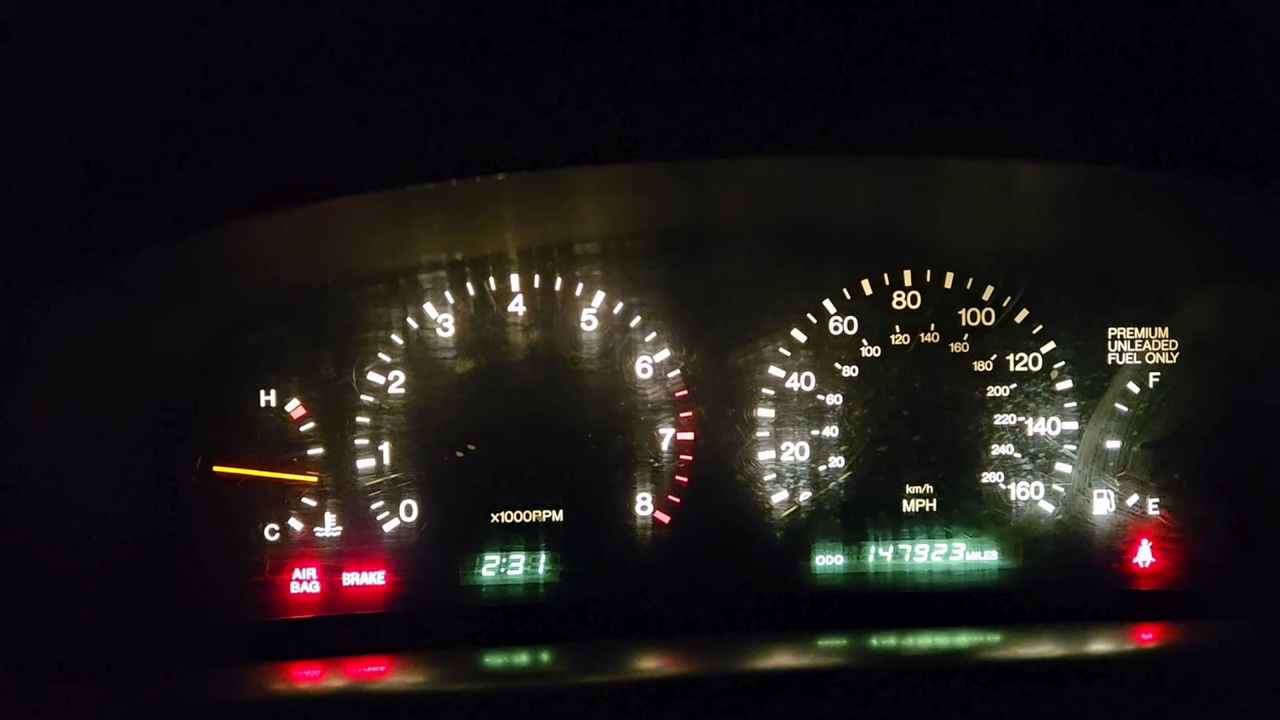 H
C
AIR
BAG
BRAKE
0
1
2
3
4
5
6
7
8
x1000RPM
2:31
20
40
60
80
100
120
140
160
20
40
60
80
100
120
140
160
180
200
220
240
260
km/h
MPH
ODO 147923 MILES
PREMIUM
UNLEADED
FUEL ONLY
F
E